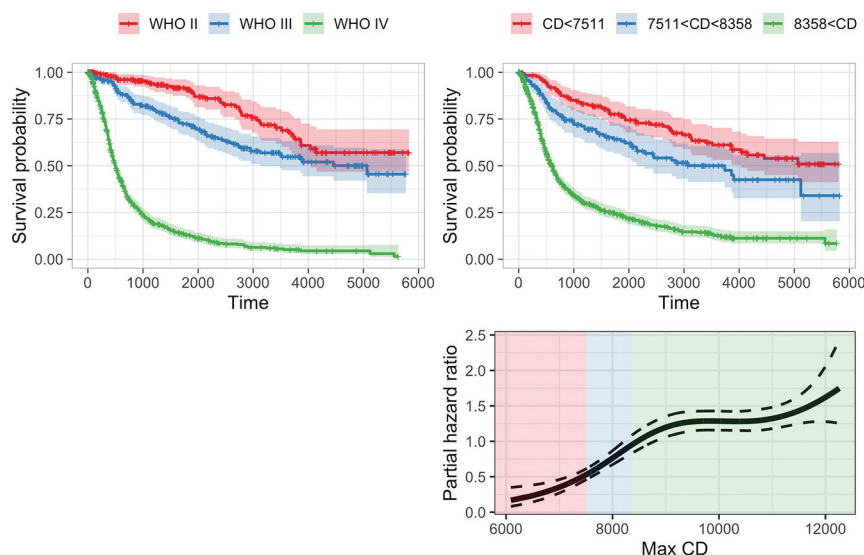 WHO II WHO III WHO IV
CD<7511 7511<CD<8358 8358<CD
Survival probability
1.00
0.75
0.50
0.25
0.00
0 1000 2000 3000 4000 5000 6000
Time
Survival probability
1.00
0.75
0.50
0.25
0.00
0 1000 2000 3000 4000 5000 6000
Time
Partial hazard ratio
2.5
2.0
1.5
1.0
0.5
0.0
6000 8000 10000 12000
Max CD